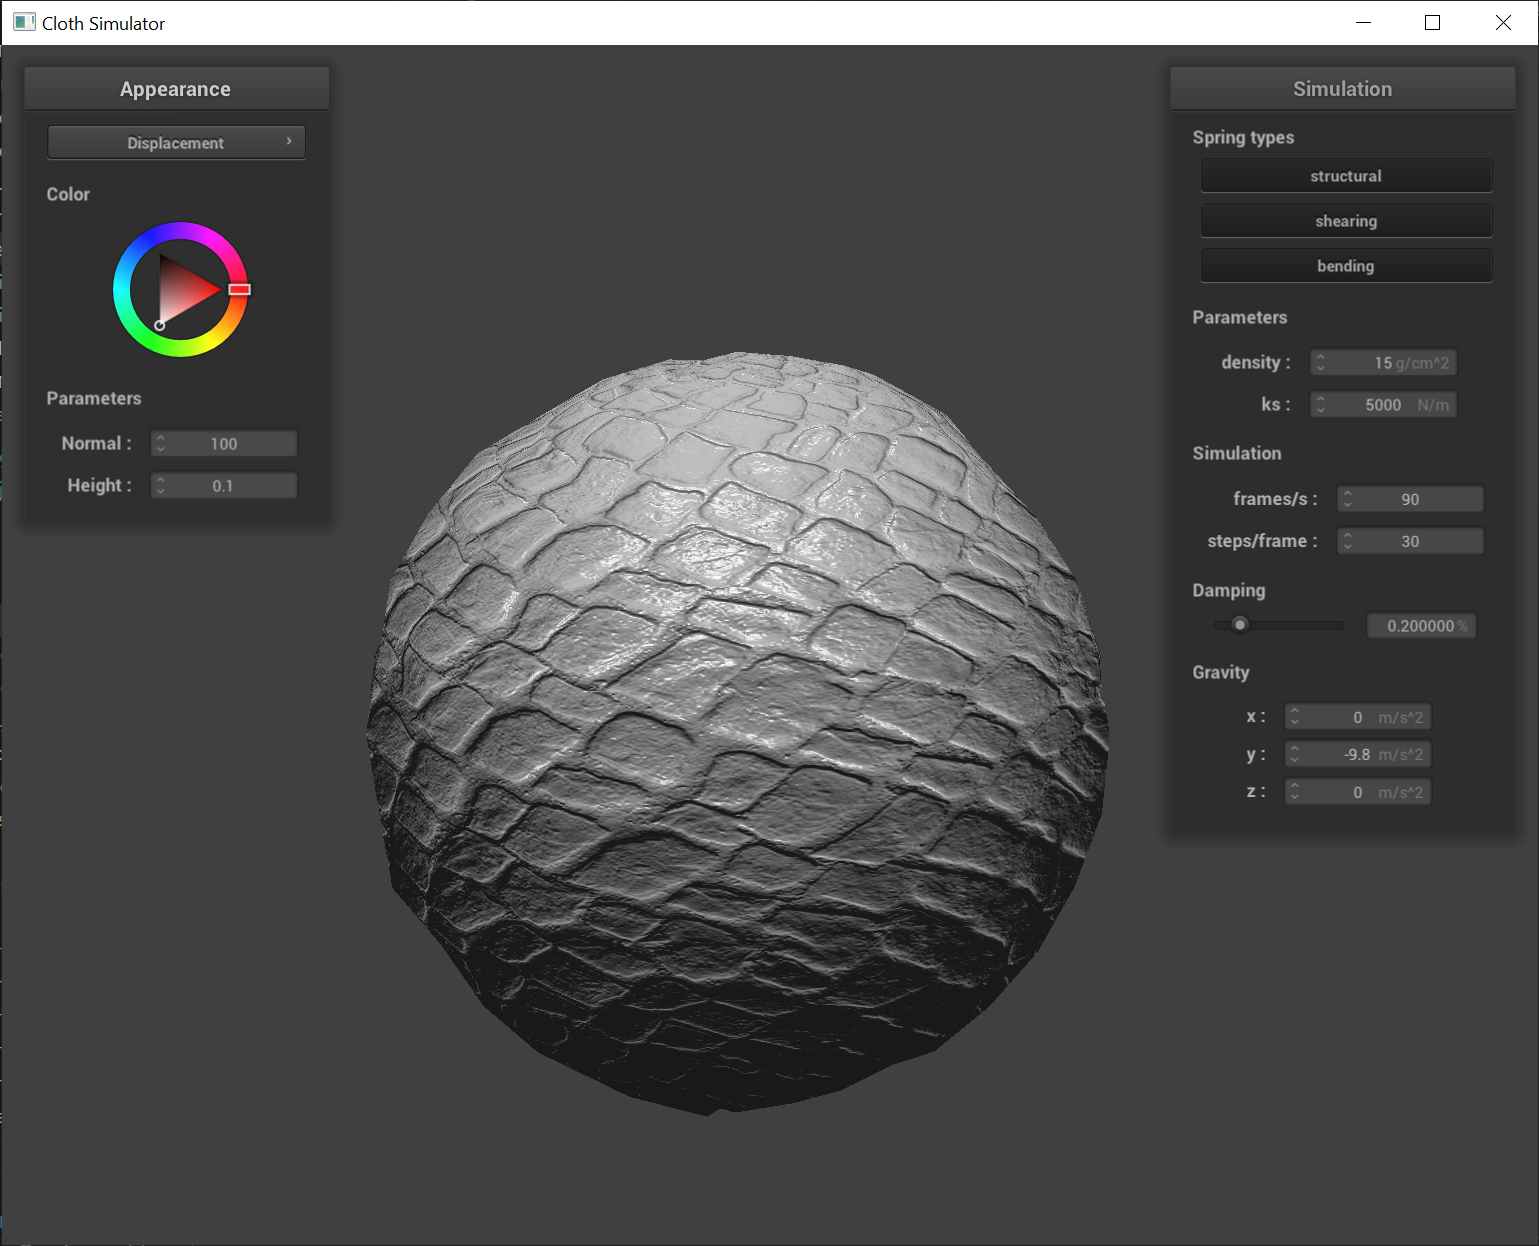 Cloth Simulator
Appearance
Displacement
Color
Parameters
Normal : 100
Height : 0.1
Simulation
Spring types
structural
shearing
bending
Parameters
density : 15 g/cm^2
ks : 5000 N/m
Simulation
frames/s : 90
steps/frame : 30
Damping
0.200000 %
Gravity
x : 0 m/s^2
y : -9.8 m/s^2
z : 0 m/s^2